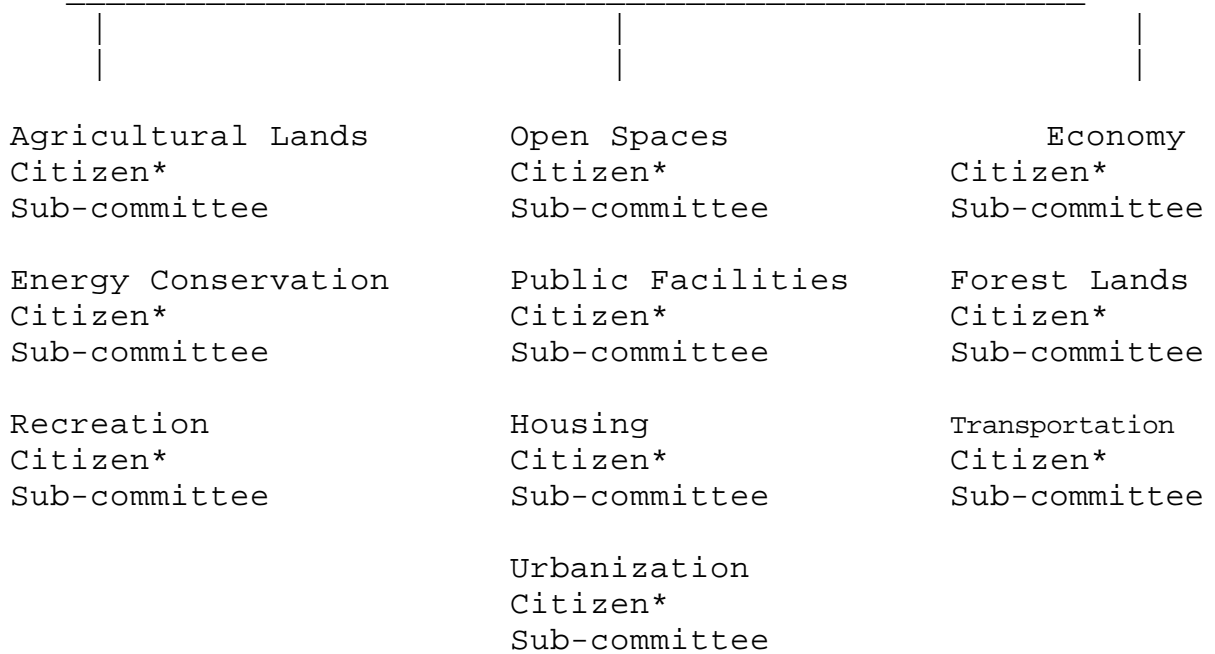 Agricultural Lands Open Spaces Economy
Citizen* Citizen* Citizen*
Sub-committee Sub-committee Sub-committee
Energy Conservation Public Facilities Forest Lands
Citizen* Citizen* Citizen*
Sub-committee Sub-committee Sub-committee
Recreation Housing Transportation
Citizen* Citizen* Citizen*
Sub-committee Sub-committee Sub-committee
Urbanization
Citizen*
Sub-committee